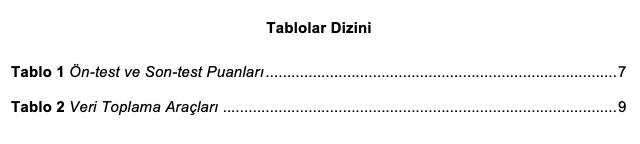 Tablolar Dizini
Tablo 1 Ön-test ve Son-test Puanları.....................................................................................7
Tablo 2 Veri Toplama Araçları ...............................................................................................9